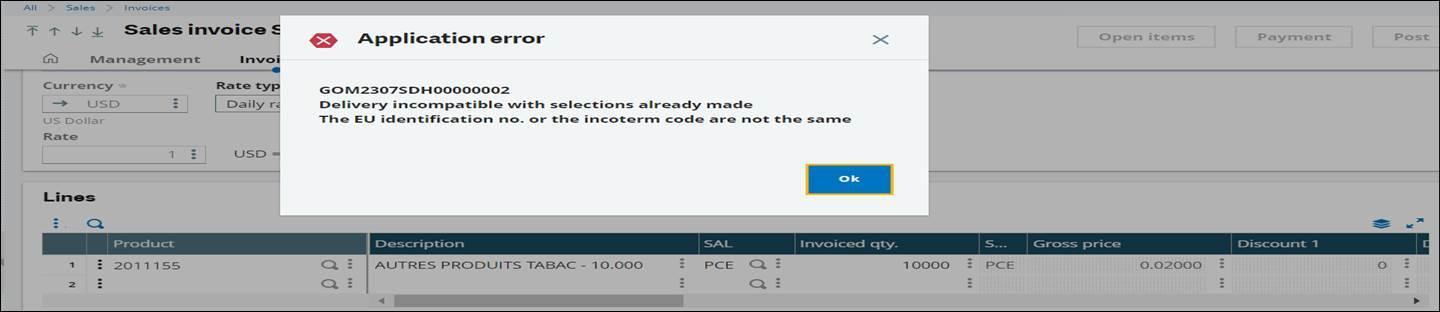 All > Sales > Invoices
Sales invoice S
Open items Payment Post
Management Invoi
Application error
GOM2307SDH00000002
Delivery incompatible with selections already made
The EU identification no. or the incoterm code are not the same
Ok
Currency * Rate typ
USD Daily ra
US Dollar
Rate
1 USD =
Lines
Product Description SAL Invoiced qty. S... Gross price Discount 1 D
1 2011155 AUTRES PRODUITS TABAC - 10.000 PCE 10000 PCE 0.02000 0
2